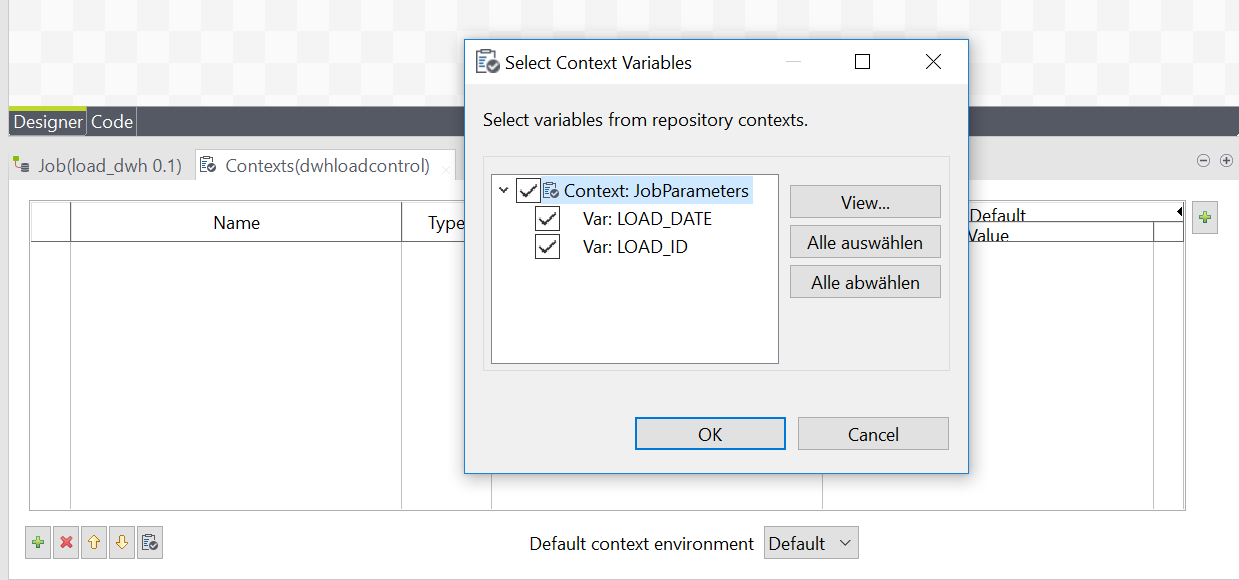 Select Context Variables
Select variables from repository contexts.
Designer Code
Job(load_dwh 0.1) Contexts(dwhloadcontrol)
Context: JobParameters
Var: LOAD_DATE
Var: LOAD_ID
View...
Alle auswählen
Alle abwählen
Name Type Default
Value
OK Cancel
Default context environment Default